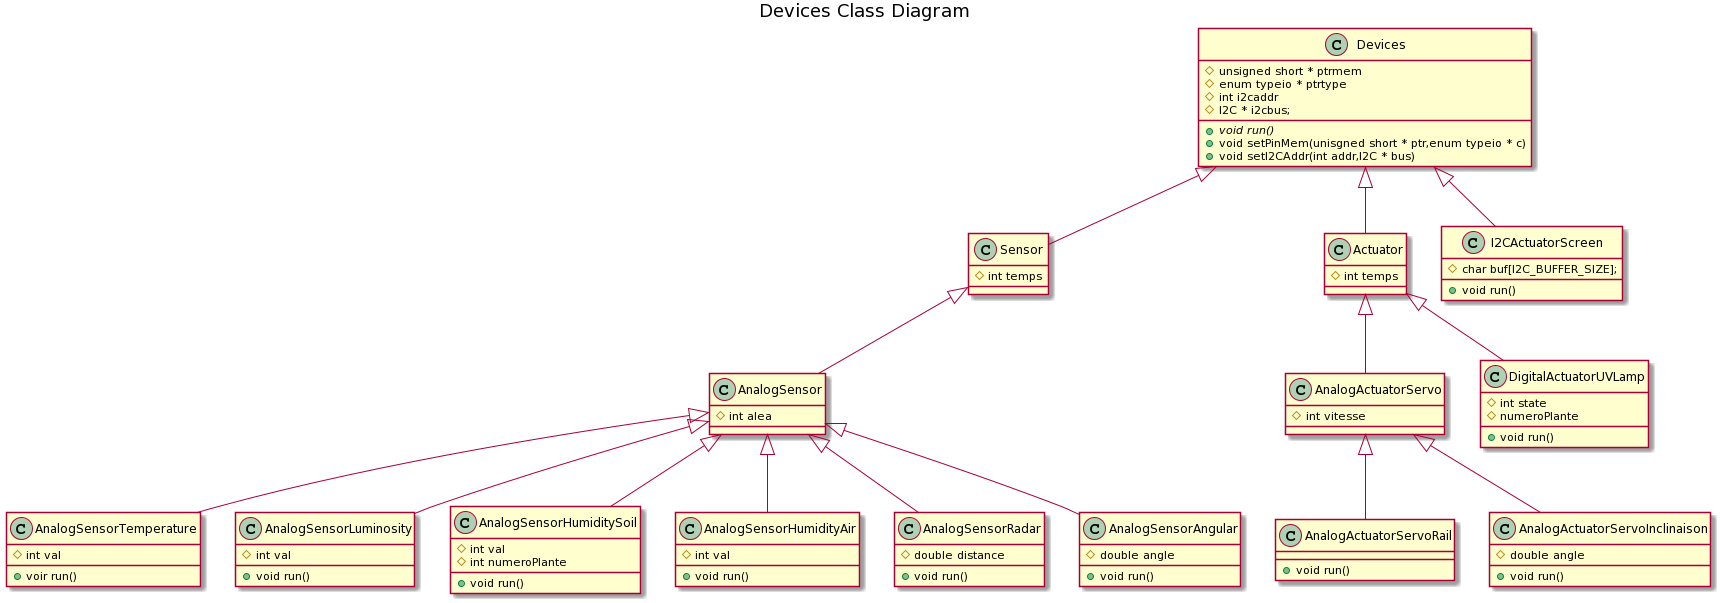 Devices Class Diagram
C Devices
unsigned short * ptrmem
enum typeio * ptrtype
int i2caddr
I2C * i2cbus;
void run()
void setPinMem(unisgned short * ptr,enum typeio * c)
void setI2CAddr(int addr,I2C * bus)
C Sensor
int temps
C Actuator
int temps
C I2CActuatorScreen
char buf[I2C_BUFFER_SIZE];
void run()
C AnalogSensor
int alea
C AnalogActuatorServo
int vitesse
C DigitalActuatorUVLamp
int state
numeroPlante
void run()
C AnalogSensorTemperature
int val
voir run()
C AnalogSensorLuminosity
int val
void run()
C AnalogSensorHumiditySoil
int val
int numeroPlante
void run()
C AnalogSensorHumidityAir
int val
void run()
C AnalogSensorRadar
double distance
void run()
C AnalogSensorAngular
double angle
void run()
C AnalogActuatorServoRail
void run()
C AnalogActuatorServoInclinaison
double angle
void run()